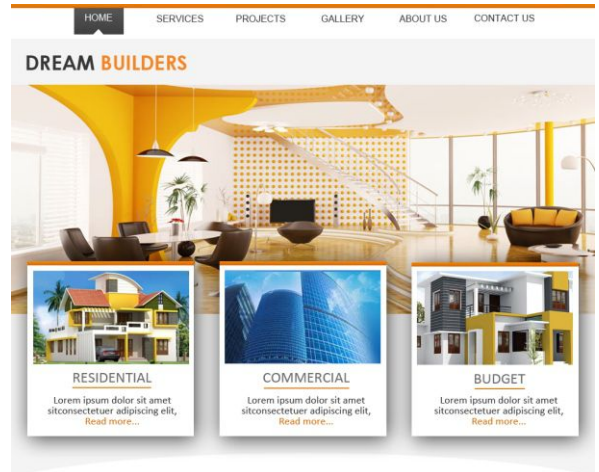 HOME SERVICES PROJECTS GALLERY ABOUT US CONTACT US
DREAM BUILDERS
RESIDENTIAL
Lorem ipsum dolor sit amet
sitconsectetuer adipiscing elit,
Read more...
COMMERCIAL
Lorem ipsum dolor sit amet
sitconsectetuer adipiscing elit,
Read more...
BUDGET
Lorem ipsum dolor sit amet
sitconsectetuer adipiscing elit,
Read more...